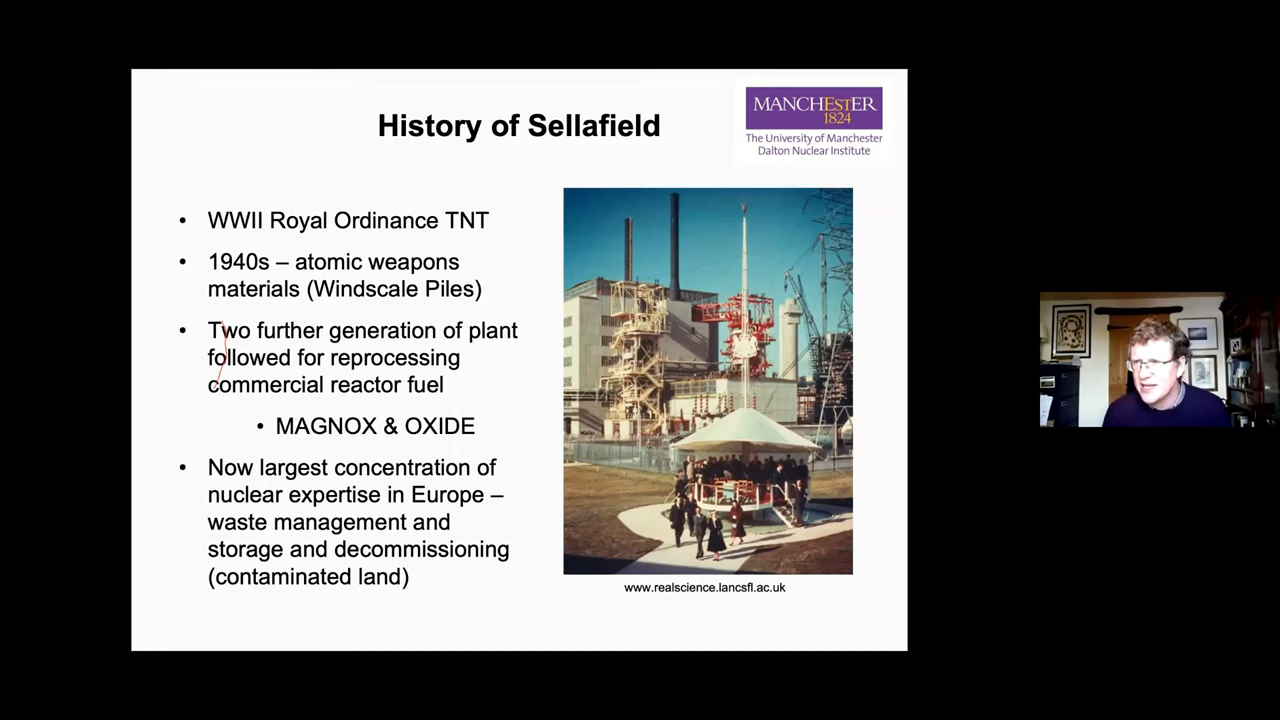 History of Sellafield
MANCHESTER
1824
The University of Manchester
Dalton Nuclear Institute
• WWII Royal Ordinance TNT
• 1940s – atomic weapons
materials (Windscale Piles)
• Two further generation of plant
followed for reprocessing
commercial reactor fuel
• MAGNOX & OXIDE
• Now largest concentration of
nuclear expertise in Europe –
waste management and
storage and decommissioning
(contaminated land)
www.realscience.lancsfl.ac.uk